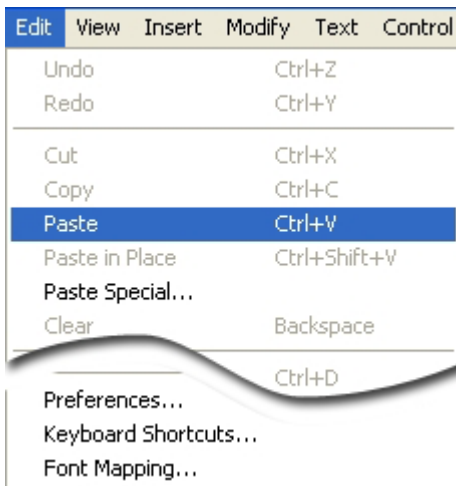 Edit View Insert Modify Text Control
Undo Ctrl+Z
Redo Ctrl+Y
Cut Ctrl+X
Copy Ctrl+C
Paste Ctrl+V
Paste in Place Ctrl+Shift+V
Paste Special...
Clear Backspace
Ctrl+D
Preferences...
Keyboard Shortcuts...
Font Mapping...